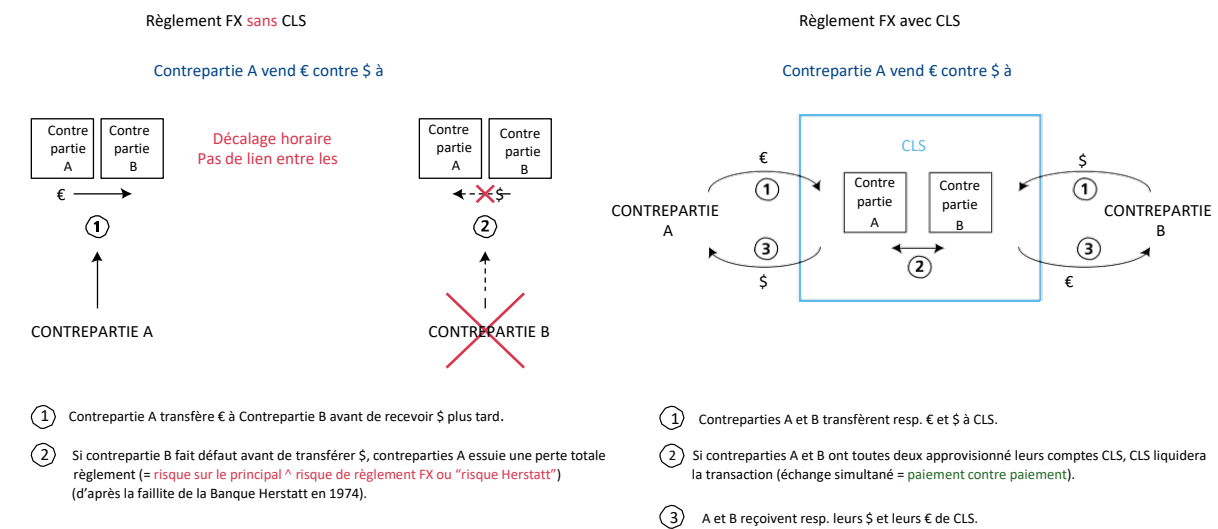 Règlement FX sans CLS
Contrepartie A vend € contre $ à
Contre
partie
A
Contre
partie
B
Décalage horaire
Pas de lien entre les
Contre
partie
A
Contre
partie
B
€
$
1
2
CONTREPARTIE A
CONTREPARTIE B
1 Contrepartie A transfère € à Contrepartie B avant de recevoir $ plus tard.
2 Si contrepartie B fait défaut avant de transférer $, contreparties A essuie une perte totale
règlement (= risque sur le principal ^ risque de règlement FX ou “risque Herstatt”)
(d’après la faillite de la Banque Herstatt en 1974).
Règlement FX avec CLS
Contrepartie A vend € contre $ à
CLS
€
1
$
1
Contre
partie
A
Contre
partie
B
CONTREPARTIE
A
CONTREPARTIE
B
3
2
3
$
€
1 Contreparties A et B transfèrent resp. € et $ à CLS.
2 Si contreparties A et B ont toutes deux approvisionné leurs comptes CLS, CLS liquidera
la transaction (échange simultané = paiement contre paiement).
3 A et B reçoivent resp. leurs $ et leurs € de CLS.